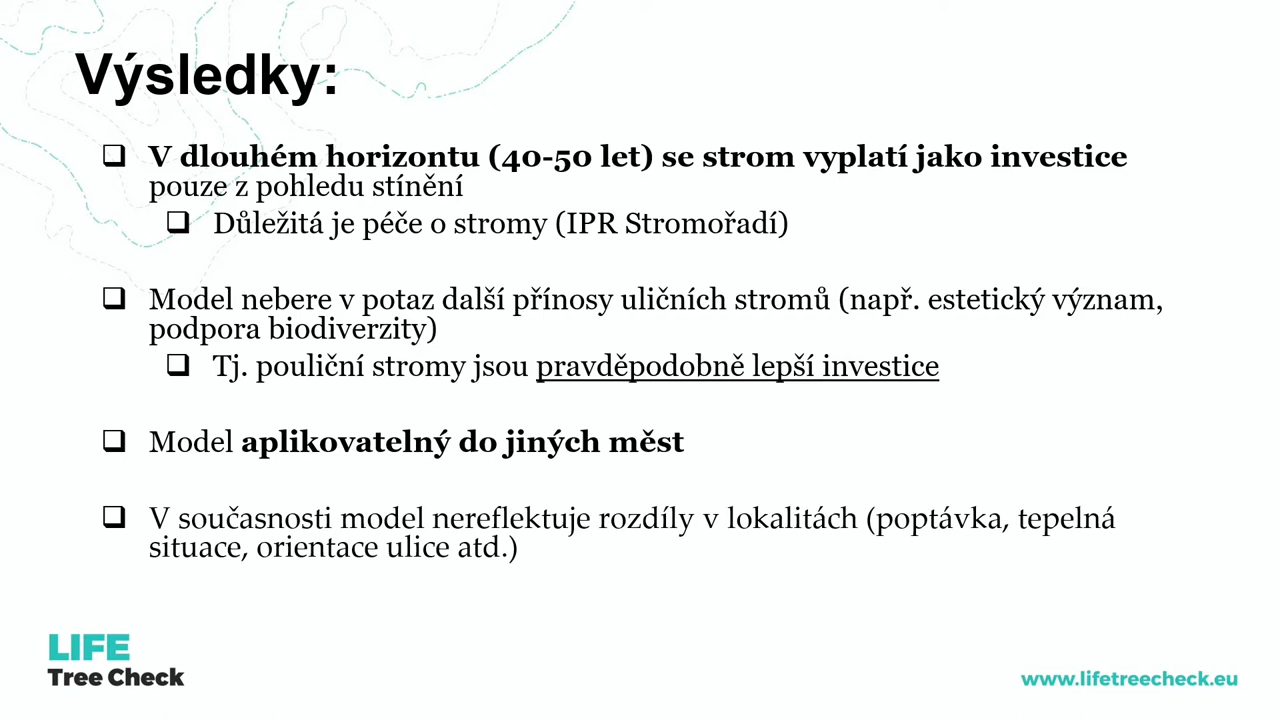 Výsledky:
❑ V dlouhém horizontu (40-50 let) se strom vyplatí jako investice
pouze z pohledu stínění
❑ Důležitá je péče o stromy (IPR Stromořadí)
❑ Model nebere v potaz další přínosy uličních stromů (např. estetický význam,
podpora biodiverzity)
❑ Tj. pouliční stromy jsou pravděpodobně lepší investice
❑ Model aplikovatelný do jiných měst
❑ V současnosti model nereflektuje rozdíly v lokalitách (poptávka, tepelná
situace, orientace ulice atd.)
LIFE
Tree Check
www.lifetreecheck.eu